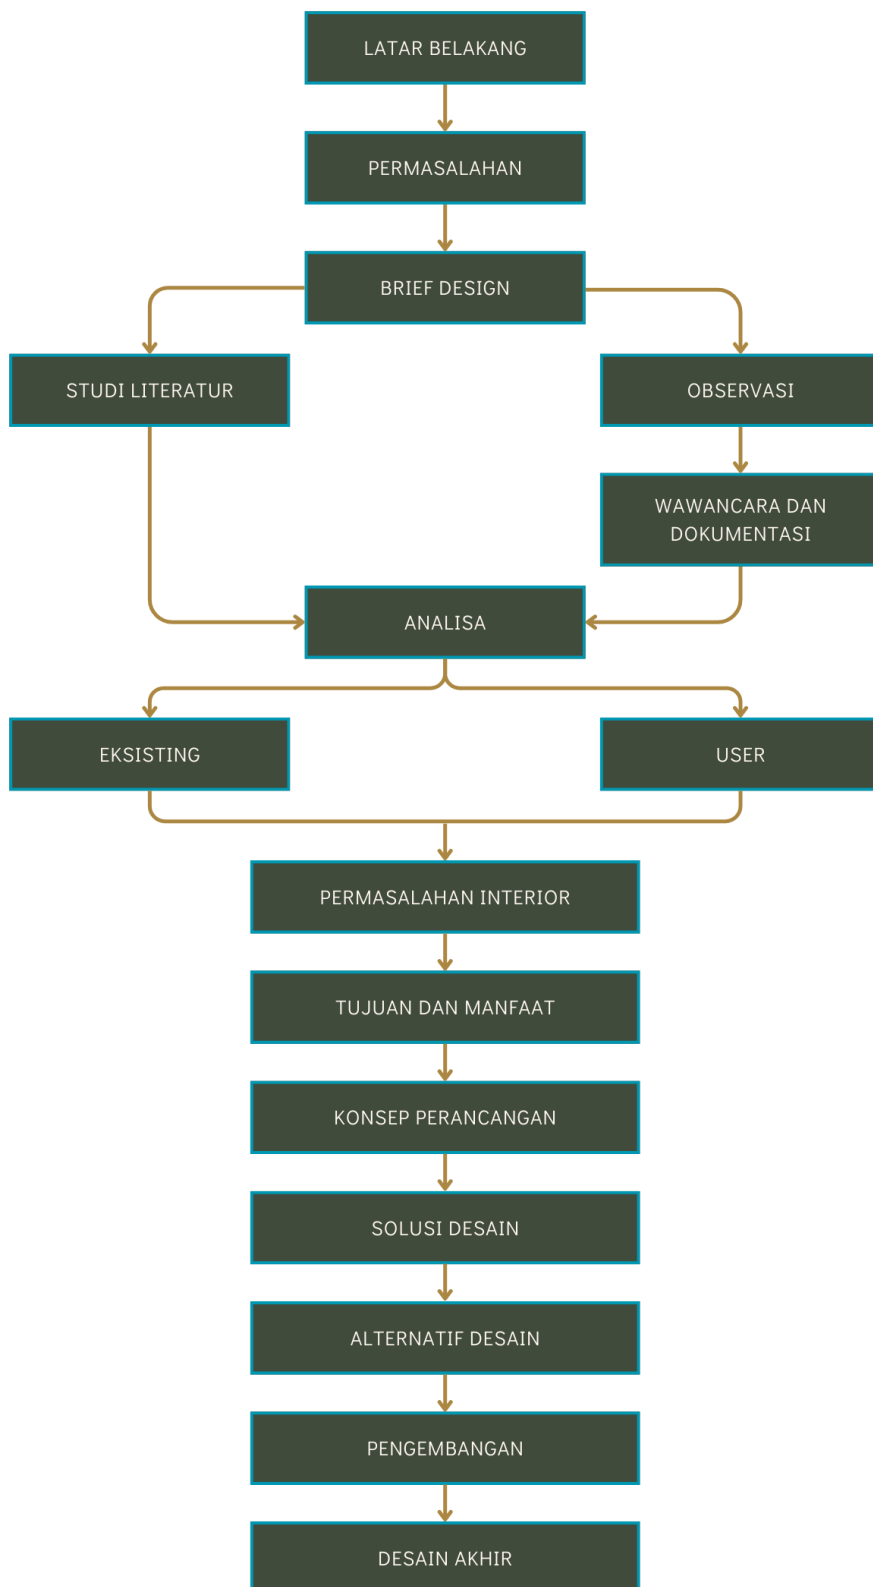 LATAR BELAKANG
PERMASALAHAN
BRIEF DESIGN
STUDI LITERATUR
OBSERVASI
WAWANCARA DAN
DOKUMENTASI
ANALISA
EKSISTING
USER
PERMASALAHAN INTERIOR
TUJUAN DAN MANFAAT
KONSEP PERANCANGAN
SOLUSI DESAIN
ALTERNATIF DESAIN
PENGEMBANGAN
DESAIN AKHIR